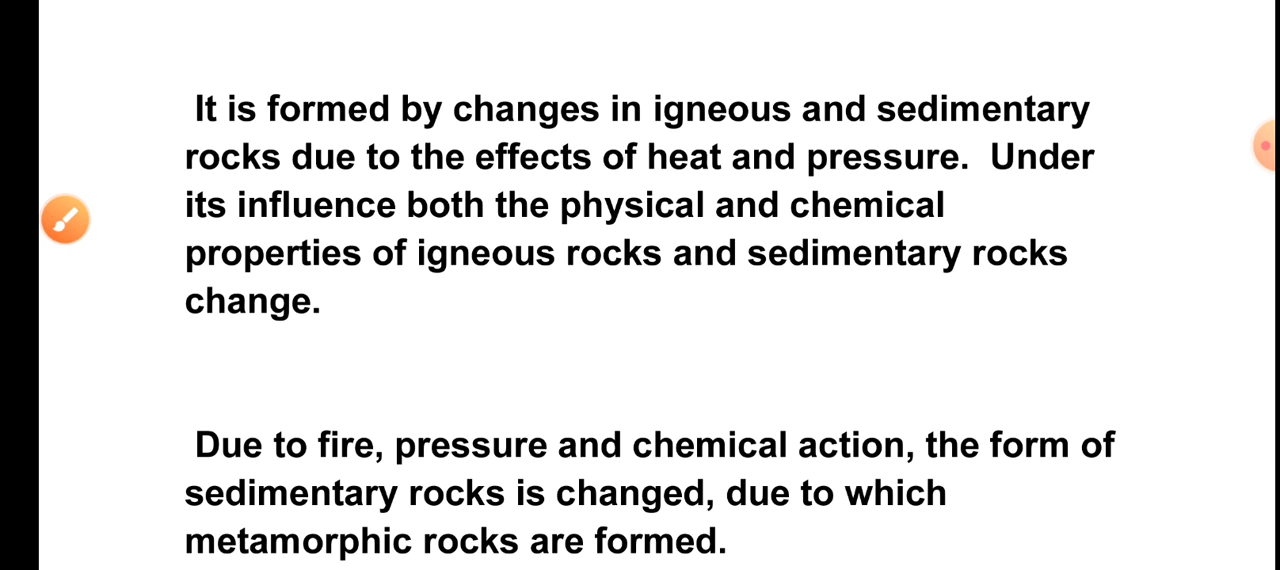 It is formed by changes in igneous and sedimentary
rocks due to the effects of heat and pressure.  Under
its influence both the physical and chemical
properties of igneous rocks and sedimentary rocks
change.
Due to fire, pressure and chemical action, the form of
sedimentary rocks is changed, due to which
metamorphic rocks are formed.